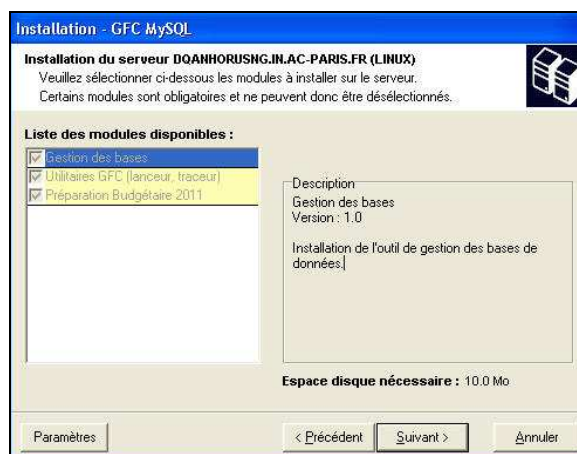 Installation - GFC MySQL
Installation du serveur DQANHORUSNG.IN.AC-PARIS.FR (LINUX)
Veuillez sélectionner ci-dessous les modules à installer sur le serveur.
Certains modules sont obligatoires et ne peuvent donc être désélectionnés.
Liste des modules disponibles :
Gestion des bases
Utilitaires GFC (lanceur, traceur)
Préparation Budgétaire 2011
Description
Gestion des bases
Version : 1.0
Installation de l'outil de gestion des bases de
données.
Espace disque nécessaire : 10.0 Mo
Paramètres
< Précédent
Suivant >
Annuler